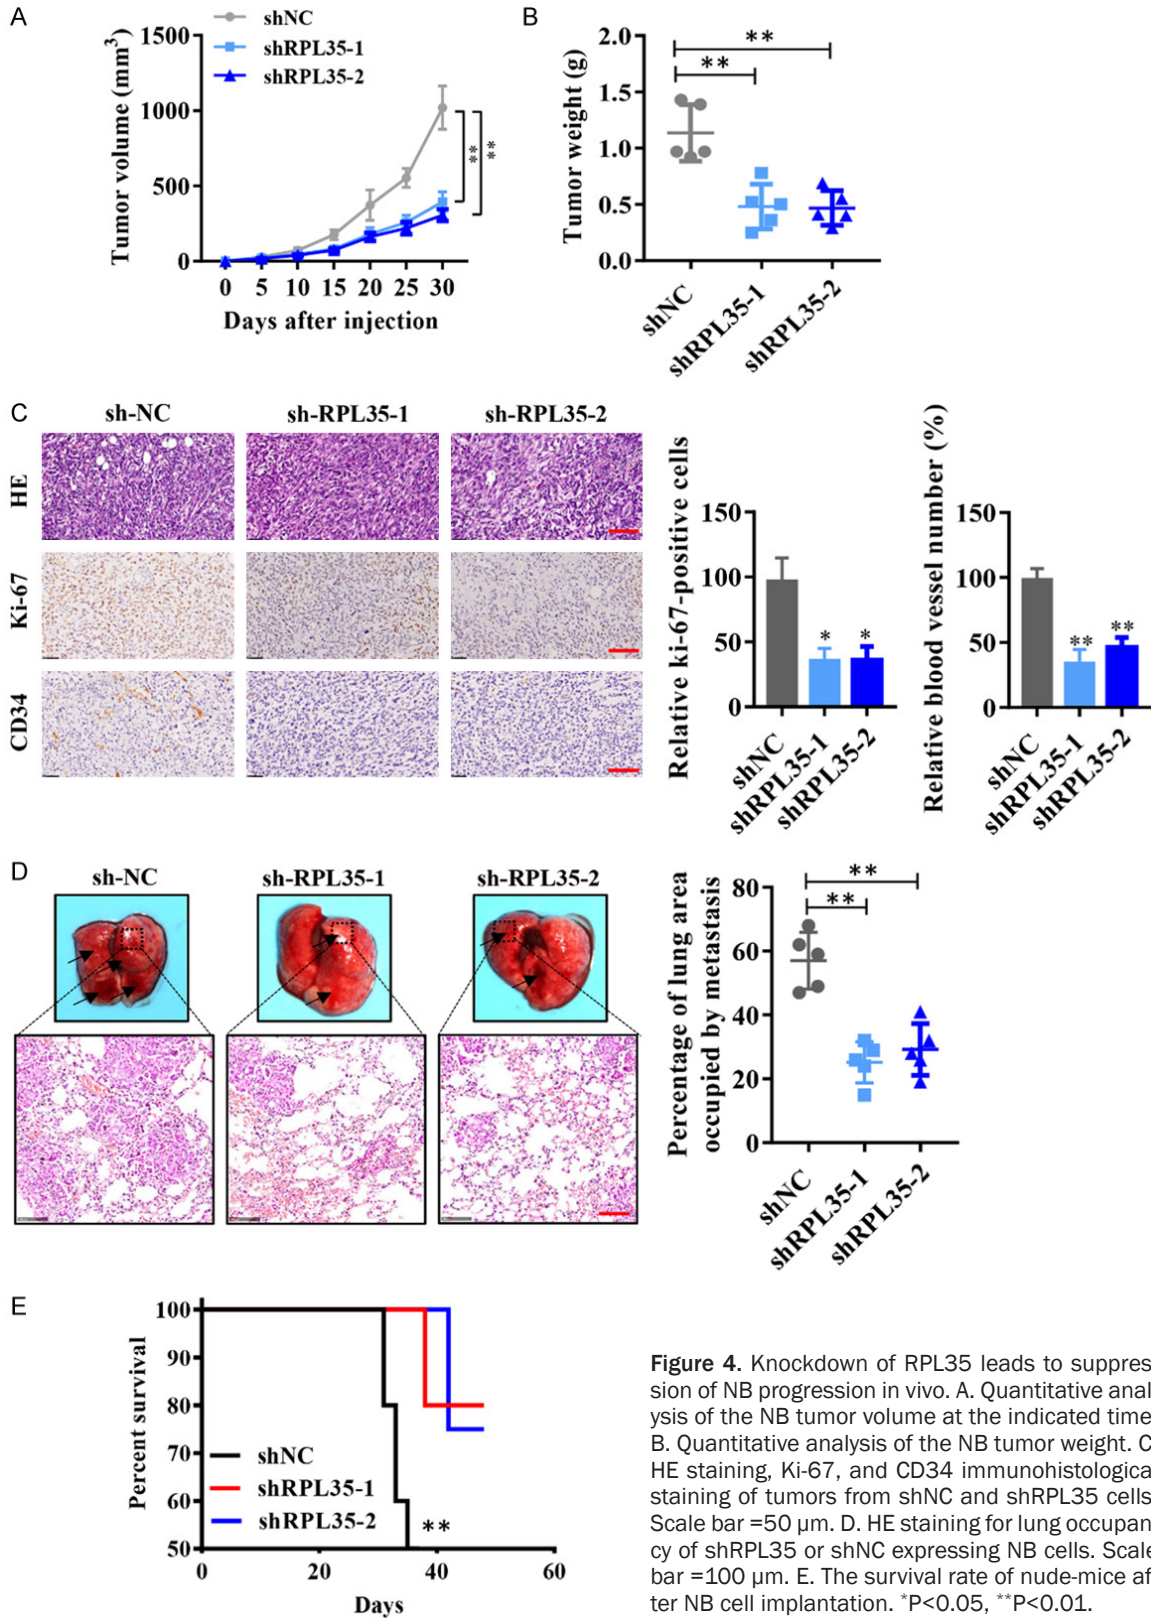 A
shNC
shRPL35-1
shRPL35-2
Tumor volume (mm³)
1500
1000
500
0
**
**
0 5 10 15 20 25 30
Days after injection
B
Tumor weight (g)
2.0
1.5
1.0
0.5
0.0
**
**
shNC
shRPL35-1
shRPL35-2
C
sh-NC sh-RPL35-1 sh-RPL35-2
HE
Ki-67
CD34
Relative ki-67-positive cells
150
100
50
0
* *
shNC
shRPL35-1
shRPL35-2
Relative blood vessel number (%)
150
100
50
0
** **
shNC
shRPL35-1
shRPL35-2
D
sh-NC sh-RPL35-1 sh-RPL35-2
Percentage of lung area
occupied by metastasis
80
60
40
20
0
**
**
shNC
shRPL35-1
shRPL35-2
E
Percent survival
100
90
80
70
60
50
shNC
shRPL35-1
shRPL35-2
**
0 20 40 60
Days
Figure 4. Knockdown of RPL35 leads to suppres-
sion of NB progression in vivo. A. Quantitative anal-
ysis of the NB tumor volume at the indicated time
B. Quantitative analysis of the NB tumor weight. C
HE staining, Ki-67, and CD34 immunohistologica
staining of tumors from shNC and shRPL35 cells
Scale bar =50 μm. D. HE staining for lung occupan-
cy of shRPL35 or shNC expressing NB cells. Scale
bar =100 μm. E. The survival rate of nude-mice af-
ter NB cell implantation. *P<0.05, **P<0.01.